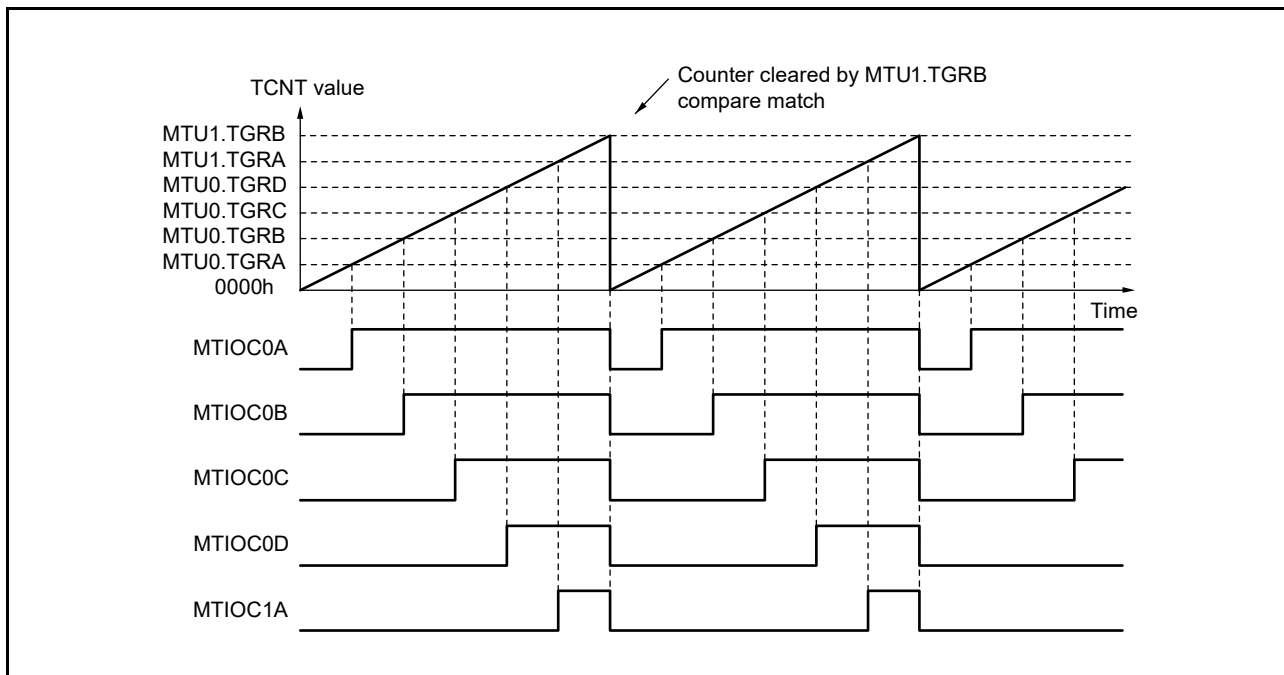 Counter cleared by MTU1.TGRB
compare match
TCNT value
MTU1.TGRB
MTU1.TGRA
MTU0.TGRD
MTU0.TGRC
MTU0.TGRB
MTU0.TGRA
0000h
Time
MTIOC0A
MTIOC0B
MTIOC0C
MTIOC0D
MTIOC1A